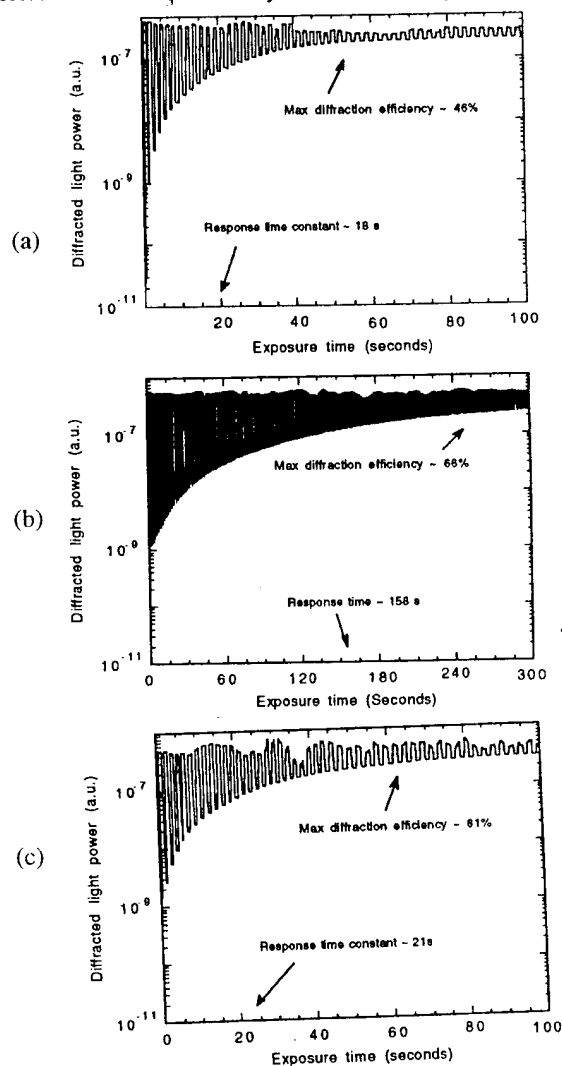 (a)
Diffracted light power (a.u.)
10-7
10-9
10-11
Max diffraction efficiency ~ 46%
Response time constant ~ 18 s
20 40 60 80 100
Exposure time (seconds)
(b)
Diffracted light power (a.u.)
10-7
10-9
10-11
Max diffraction efficiency ~ 66%
Response time ~ 158 s
0 60 120 180 240 300
Exposure time (Seconds)
(c)
Diffracted light power (a.u.)
10-7
10-9
10-11
Max diffraction efficiency ~ 61%
Response time constant ~ 21s
0 20 40 60 80 100
Exposure time (seconds)